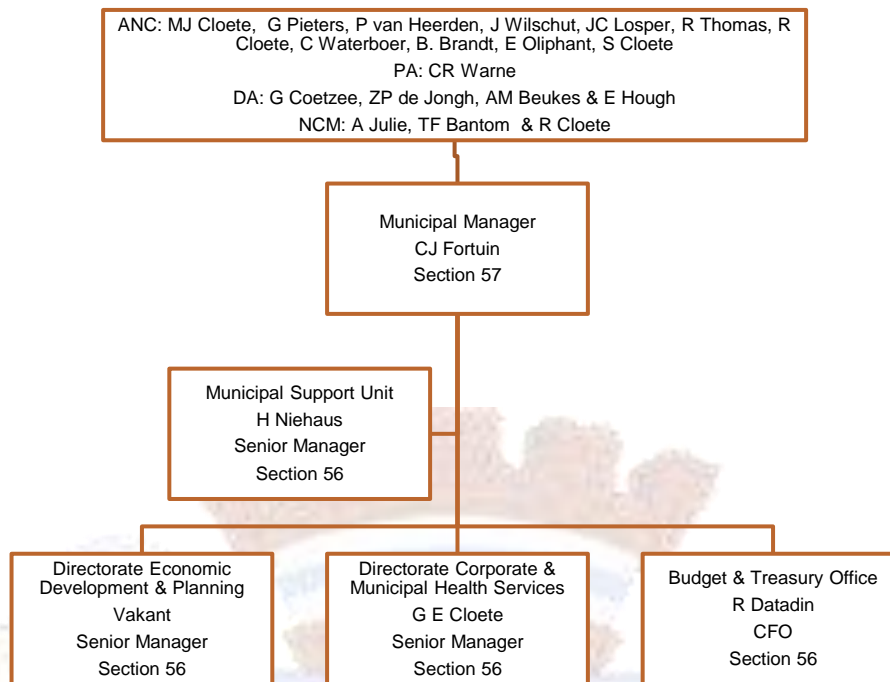 ANC: MJ Cloete, G Pieters, P van Heerden, J Wilschut, JC Losper, R Thomas, R
Cloete, C Waterboer, B. Brandt, E Oliphant, S Cloete
PA: CR Warne
DA: G Coetzee, ZP de Jongh, AM Beukes & E Hough
NCM: A Julie, TF Bantom & R Cloete
Municipal Manager
CJ Fortuin
Section 57
Municipal Support Unit
H Niehaus
Senior Manager
Section 56
Directorate Economic
Development & Planning
Vakant
Senior Manager
Section 56
Directorate Corporate &
Municipal Health Services
G E Cloete
Senior Manager
Section 56
Budget & Treasury Office
R Datadin
CFO
Section 56